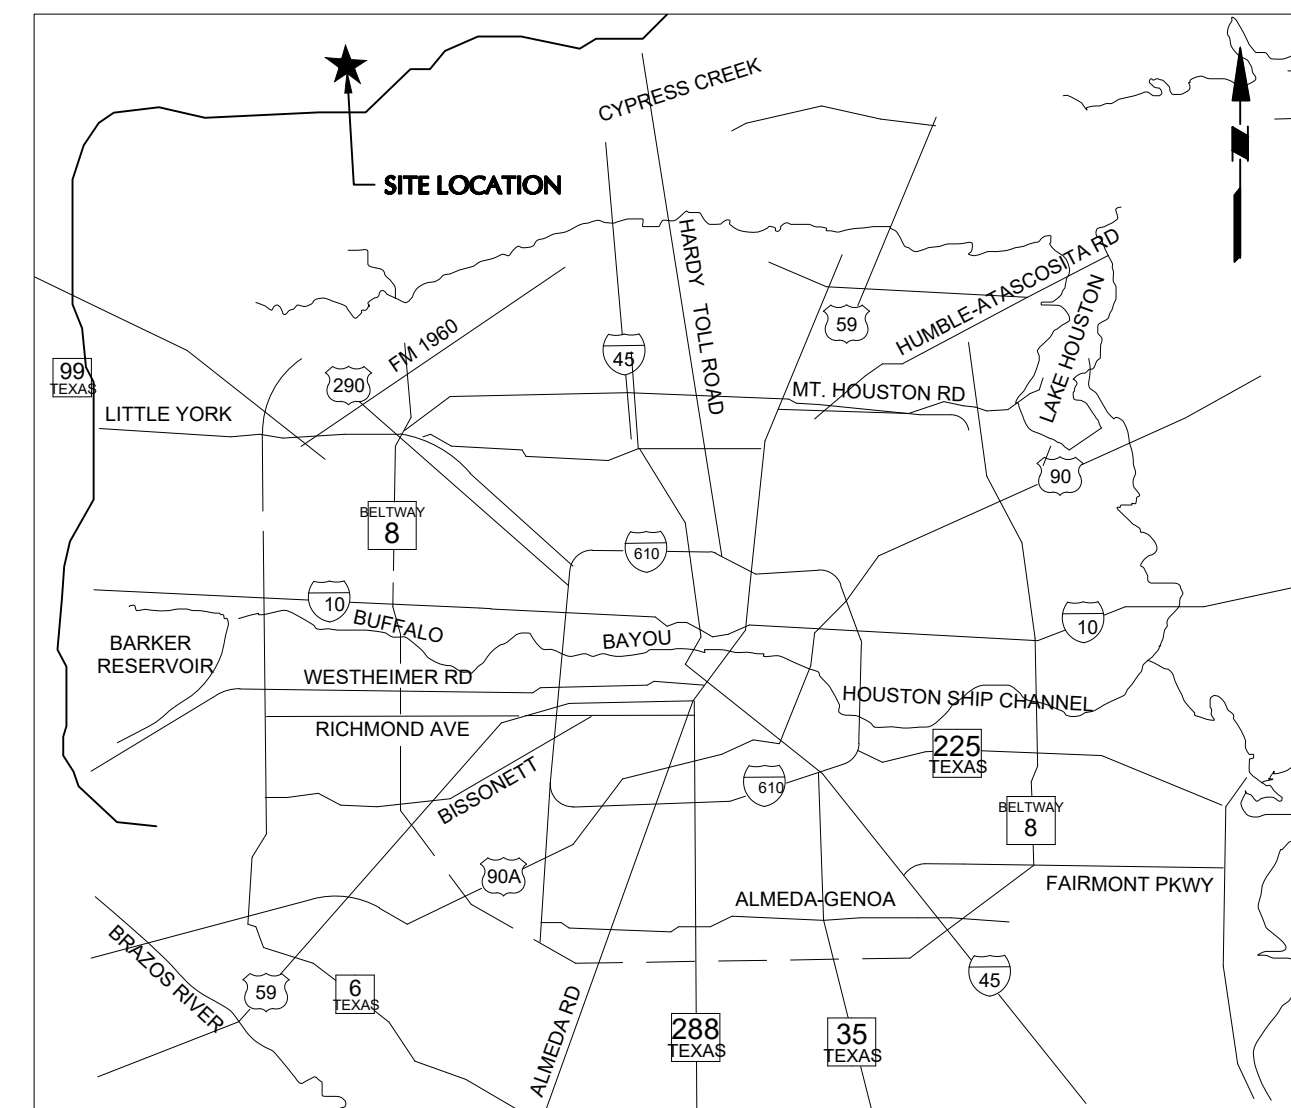 CYPRESS CREEK
SITE LOCATION
HARDY TOLL ROAD
HUMBLE-ATASCOSITA RD
LAKE HOUSTON
59
FM 1960
45
99
TEXAS
290
MT. HOUSTON RD
LITTLE YORK
90
BELTWAY
8
610
10
BUFFALO
BAYOU
10
BARKER
RESERVOIR
WESTHEIMER RD
HOUSTON SHIP CHANNEL
RICHMOND AVE
225
TEXAS
BISSONETT
610
BELTWAY
8
90A
FAIRMONT PKWY
ALMEDA-GENOA
BRAZOS RIVER
59
6
TEXAS
45
ALMEDA RD
288
TEXAS
35
TEXAS